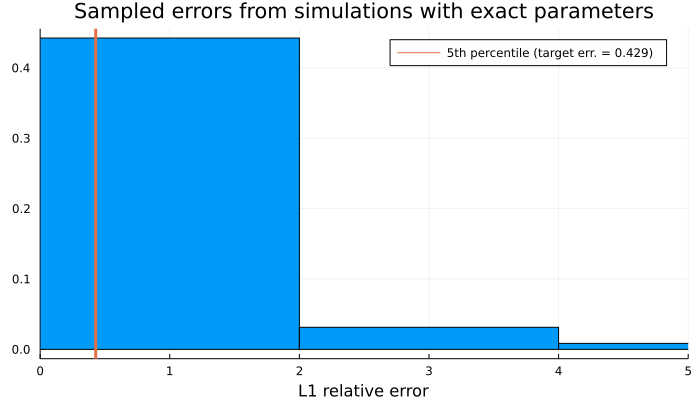 Sampled errors from simulations with exact parameters
5th percentile (target err. = 0.429)
0.4
0.3
0.2
0.1
0.0
0 1 2 3 4 5
L1 relative error